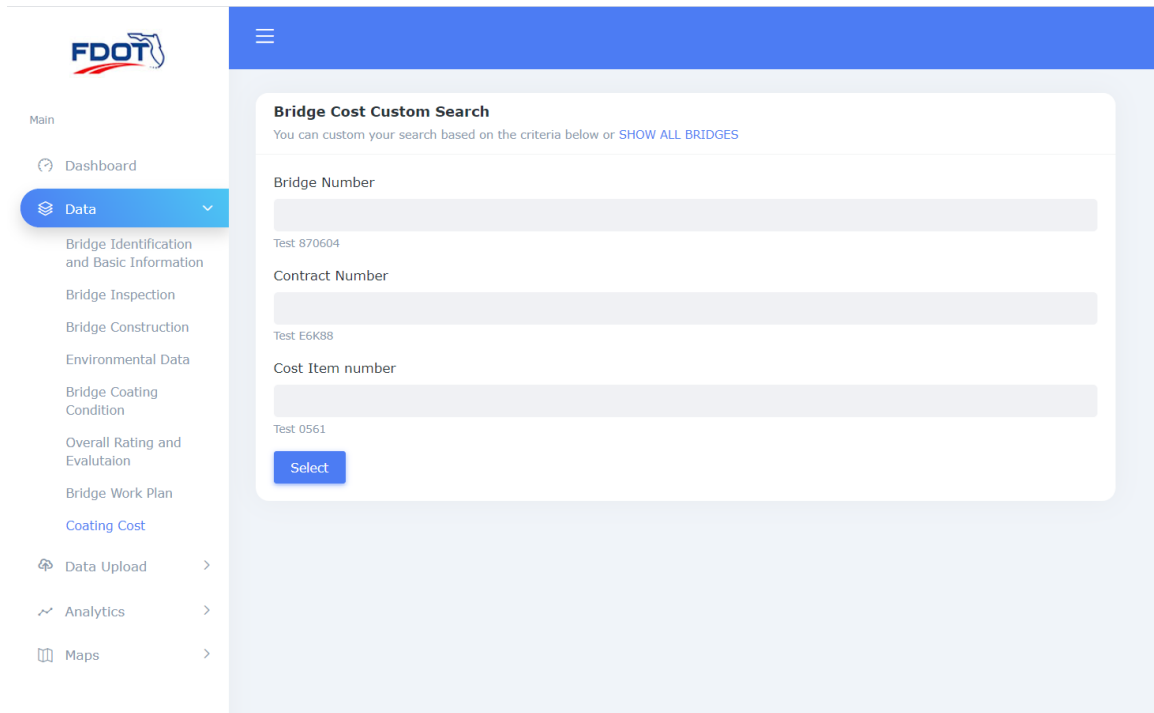 FDOT
Main
Dashboard
Data
Bridge Identification
and Basic Information
Bridge Inspection
Bridge Construction
Environmental Data
Bridge Coating
Condition
Overall Rating and
Evalutaion
Bridge Work Plan
Coating Cost
Data Upload
Analytics
Maps
Bridge Cost Custom Search
You can custom your search based on the criteria below or SHOW ALL BRIDGES
Bridge Number
Test 870604
Contract Number
Test E6K88
Cost Item number
Test 0561
Select